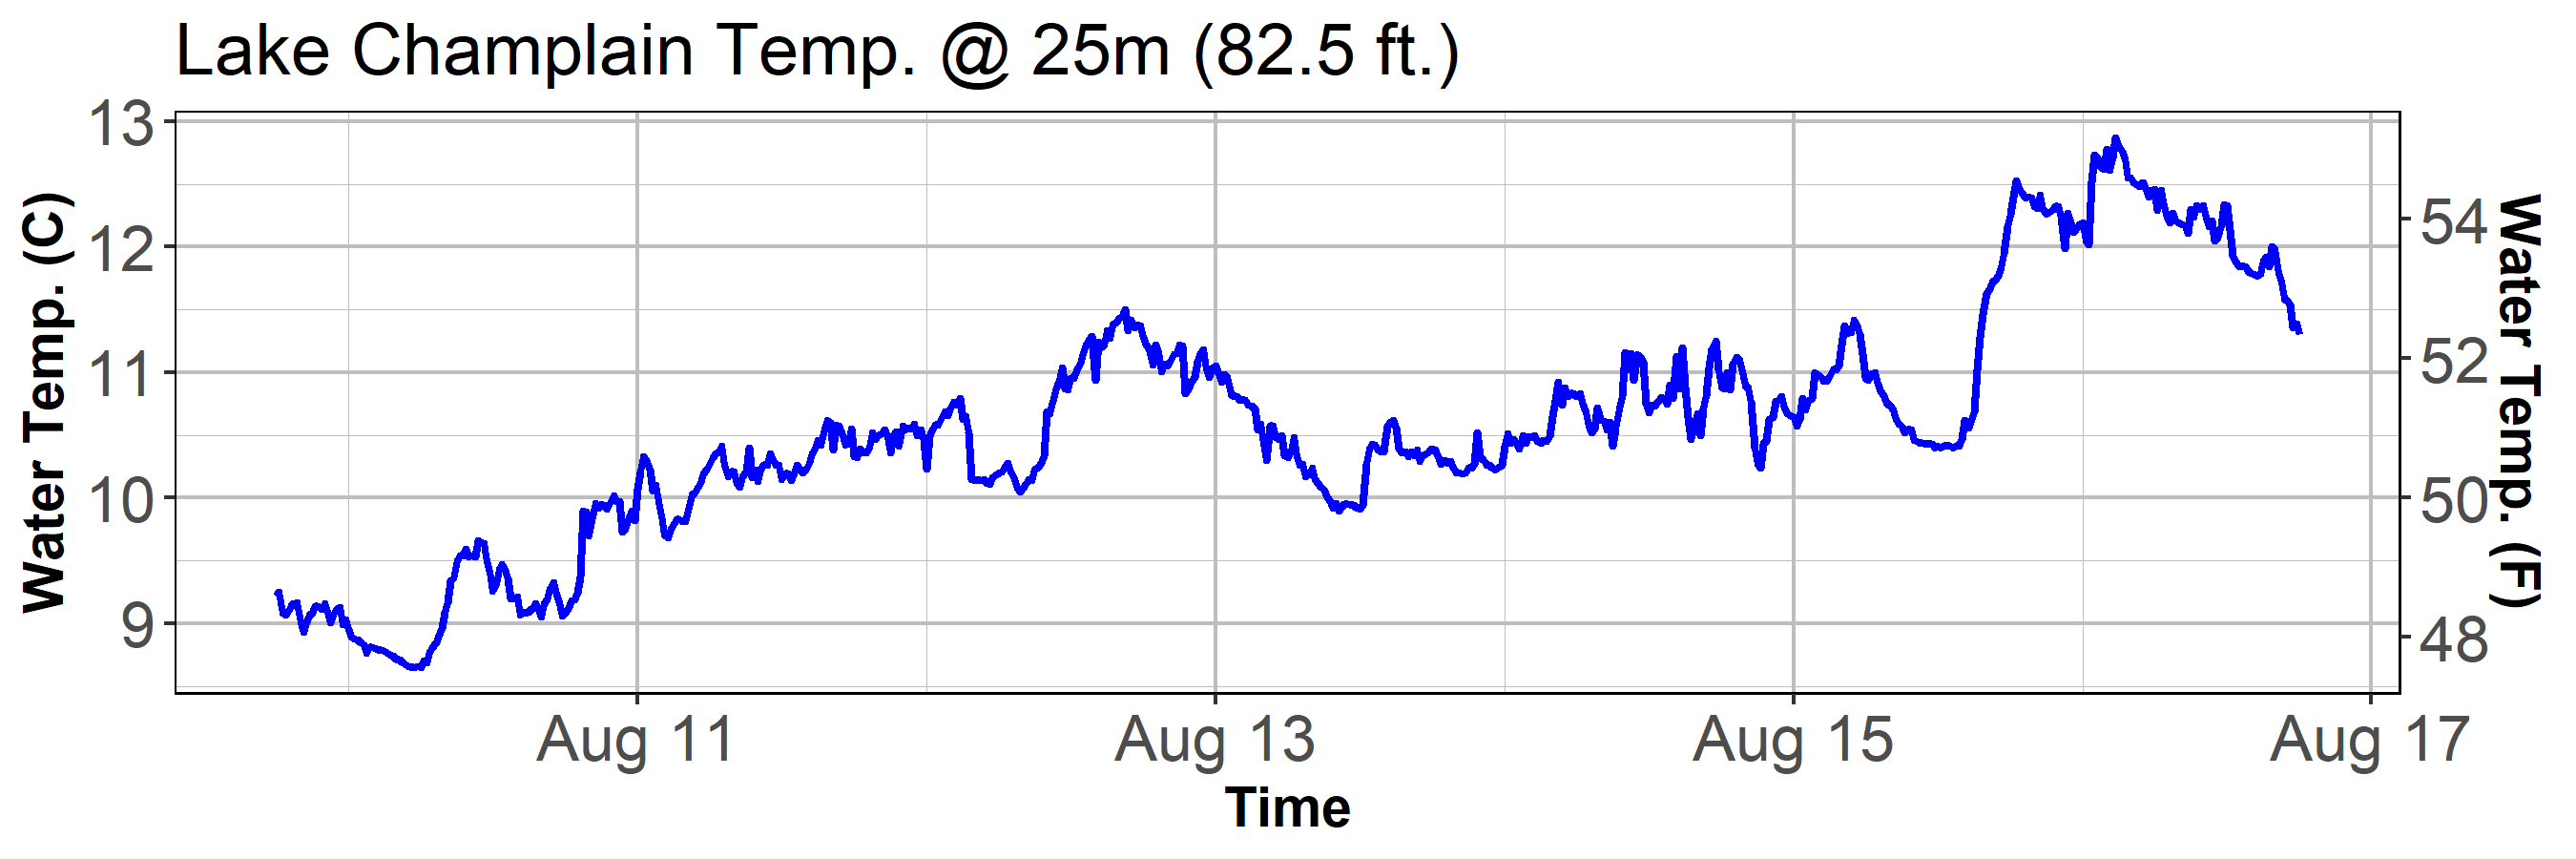 Lake Champlain Temp. @ 25m (82.5 ft.)
Water Temp. (C)
13
12
11
10
9
54
52
50
48
Water Temp. (F)
Aug 11 Aug 13 Aug 15 Aug 17
Time